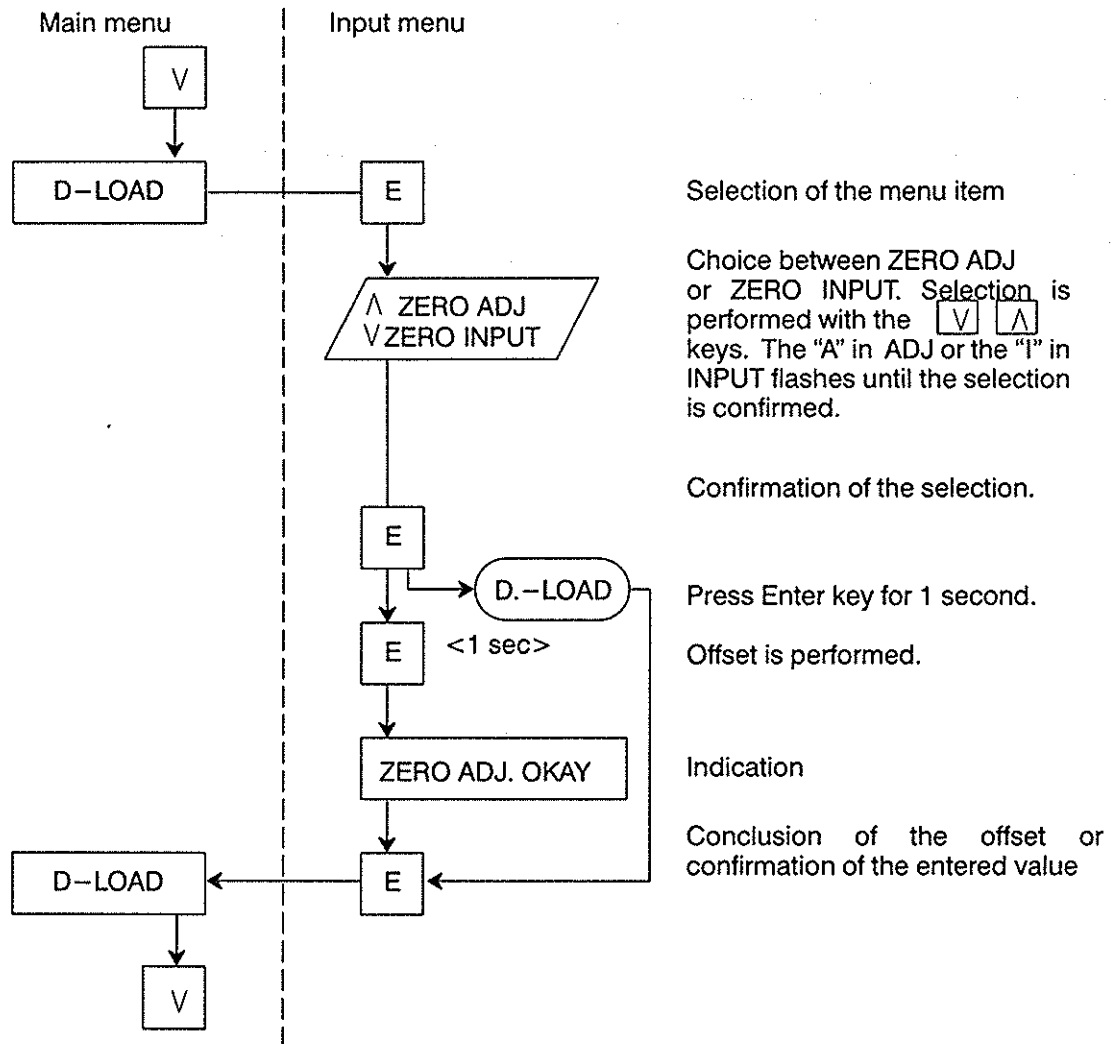 Main menu
Input menu
V
D–LOAD
E
Selection of the menu item
Λ ZERO ADJ
V ZERO INPUT
Choice between ZERO ADJ
or ZERO INPUT. Selection is
performed with the V Λ
keys. The “A” in ADJ or the “I” in
INPUT flashes until the selection
is confirmed.
Confirmation of the selection.
E
D.–LOAD
Press Enter key for 1 second.
E
<1 sec>
Offset is performed.
ZERO ADJ. OKAY
Indication
D–LOAD
E
Conclusion of the offset or
confirmation of the entered value
V